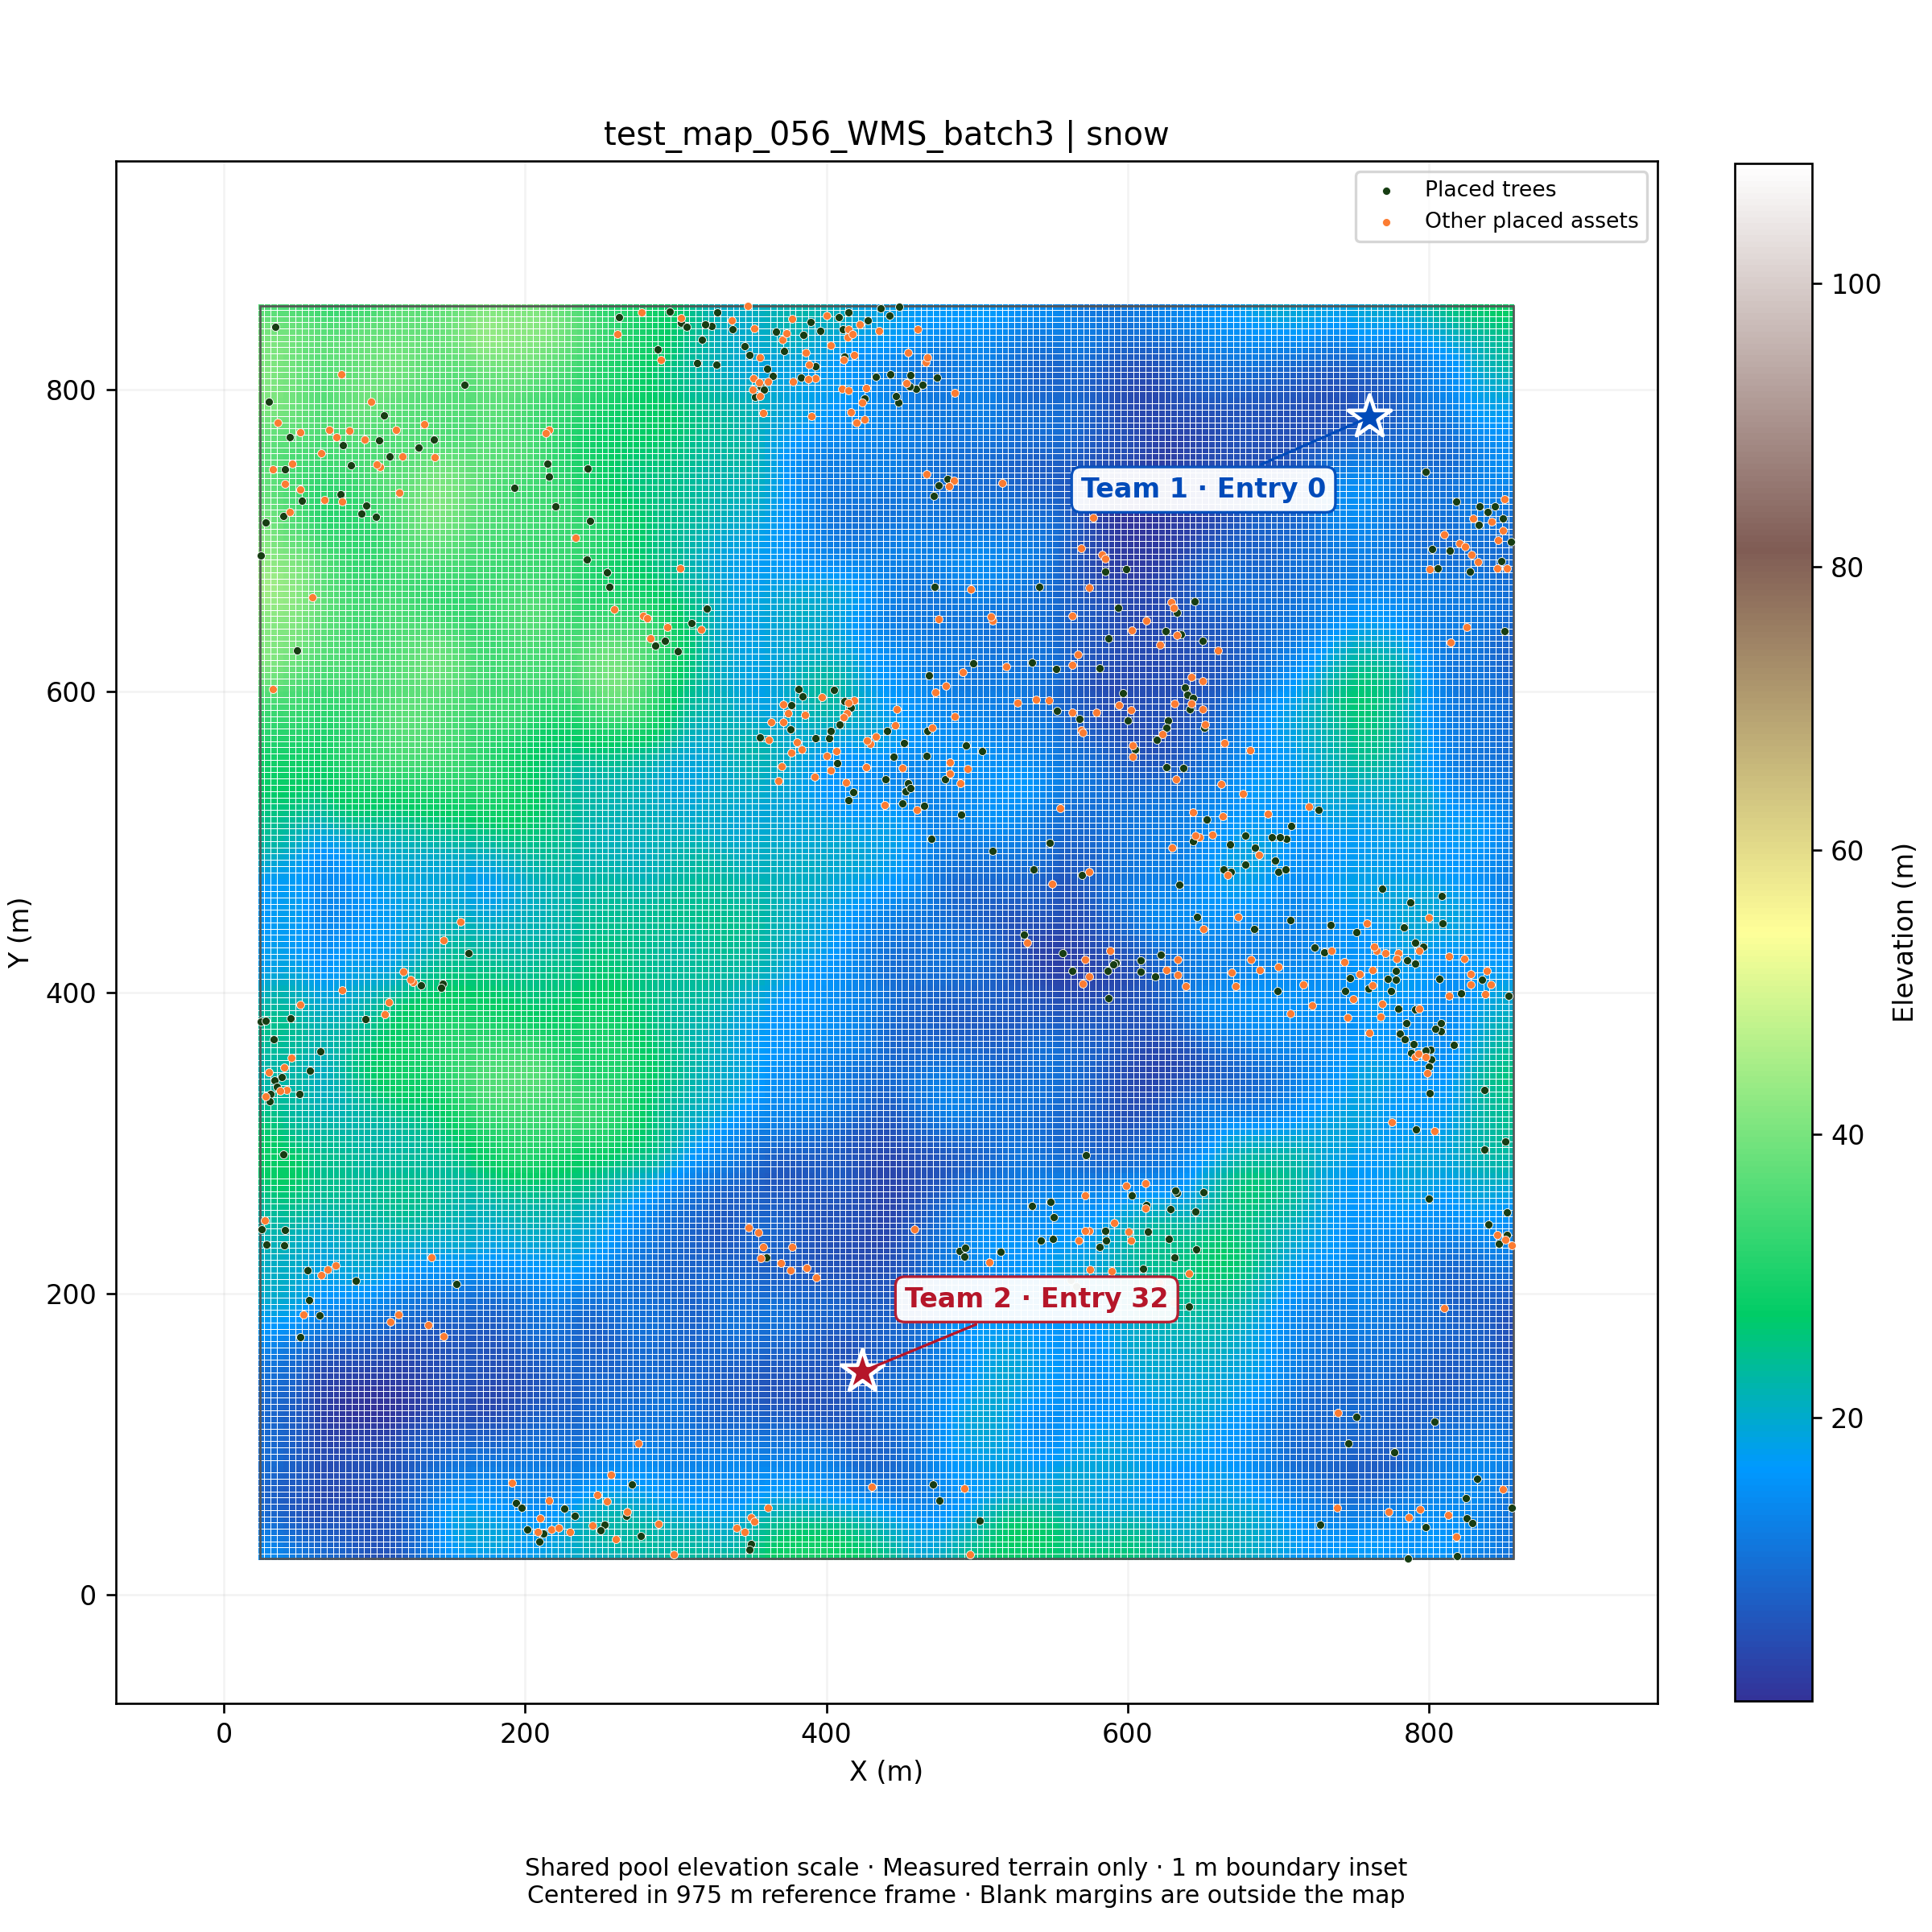 test_map_056_WMS_batch3 | snow
Placed trees
Other placed assets
Team 1 · Entry 0
Team 2 · Entry 32
800
600
400
200
0
Y (m)
0
200
400
600
800
X (m)
100
80
60
40
20
Elevation (m)
Shared pool elevation scale · Measured terrain only · 1 m boundary inset
Centered in 975 m reference frame · Blank margins are outside the map